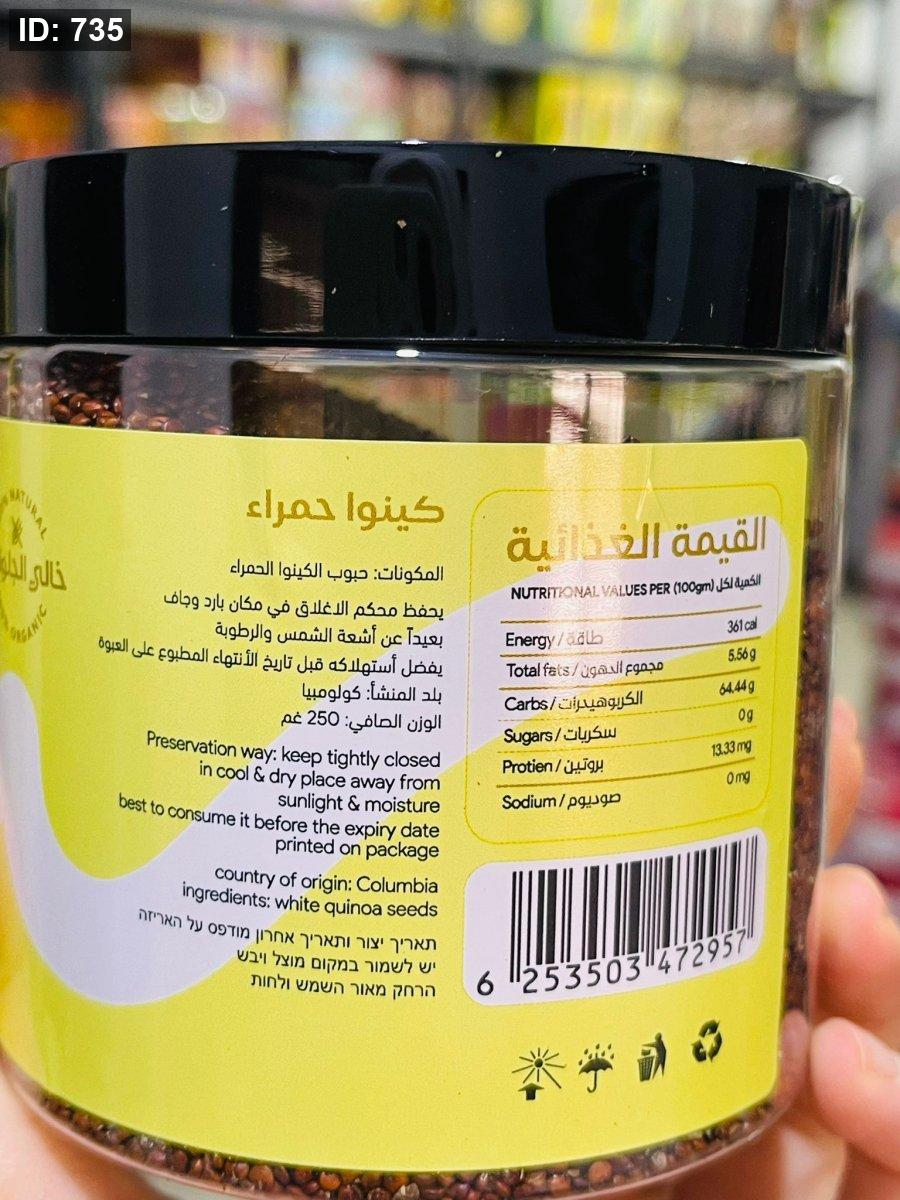 ID: 735
NATURAL
خالي
ORGANIC
كينوا حمراء
المكونات: حبوب الكينوا الحمراء
يحفظ محكم الاغلاق في مكان بارد وجاف
بعيداً عن أشعة الشمس والرطوبة
يفضل أستهلاكه قبل تاريخ الأنتهاء المطبوع على العبوة
بلد المنشأ: كولومبيا
الوزن الصافي: 250 غم
Preservation way: keep tightly closed
in cool & dry place away from
sunlight & moisture
best to consume it before the expiry date
printed on package
country of origin: Columbia
ingredients: white quinoa seeds
תאריך יצור ותאריך אחרון מודפס על האריזה
יש לשמור במקום מוצל ויבש
הרחק מאור השמש ולחות
القيمة الغذائية
NUTRITIONAL VALUES PER (100gm) الكمية لكل
Energy / طاقة 361 cal
Total fats / مجموع الدهون 5.56 g
Carbs / الكربوهيدرات 64.44 g
Sugars / سكريات 0 g
Protien / بروتين 13.33 mg
Sodium / صوديوم 0 mg
6 253503 472957